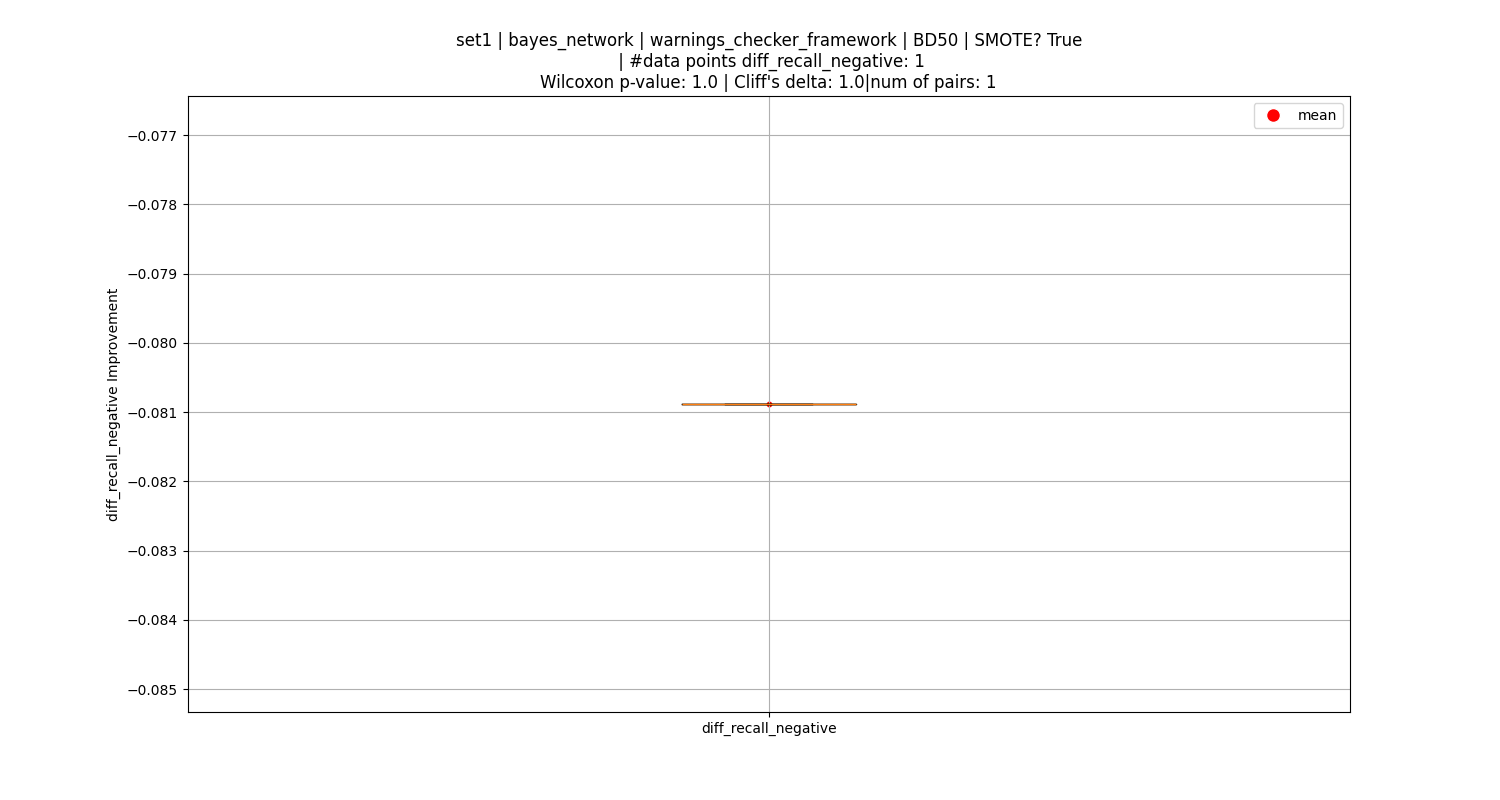 set1 | bayes_network | warnings_checker_framework | BD50 | SMOTE? True
| #data points diff_recall_negative: 1
Wilcoxon p-value: 1.0 | Cliff's delta: 1.0|num of pairs: 1
mean
−0.077
−0.078
−0.079
−0.080
−0.081
−0.082
−0.083
−0.084
−0.085
diff_recall_negative Improvement
diff_recall_negative